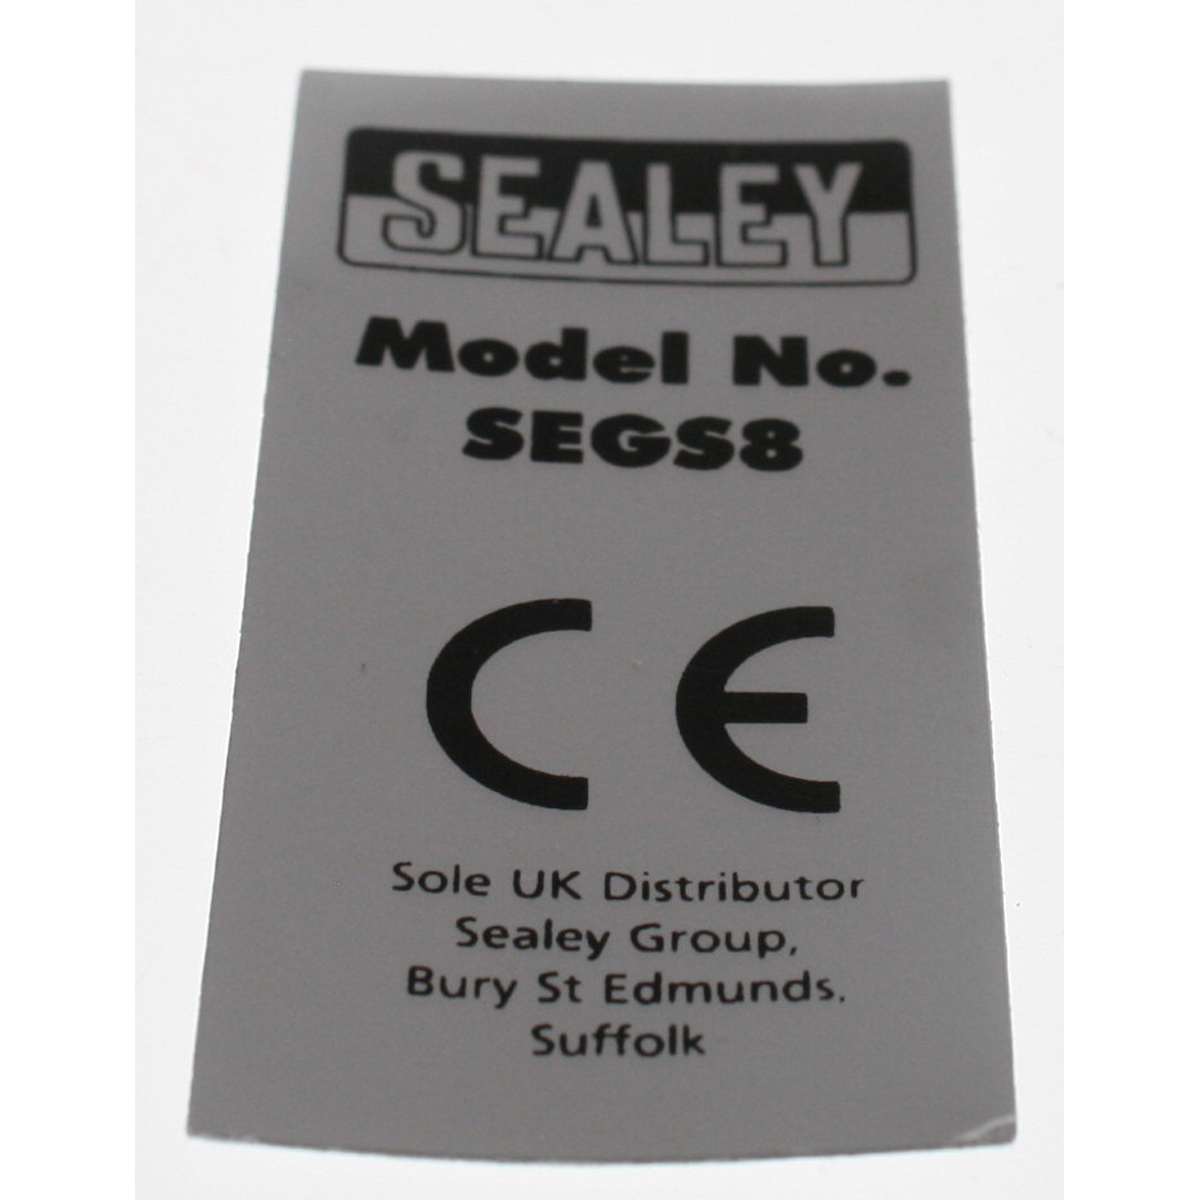 SEALEY
Model No.
SEGS8
CE
Sole UK Distributor
Sealey Group,
Bury St Edmunds.
Suffolk